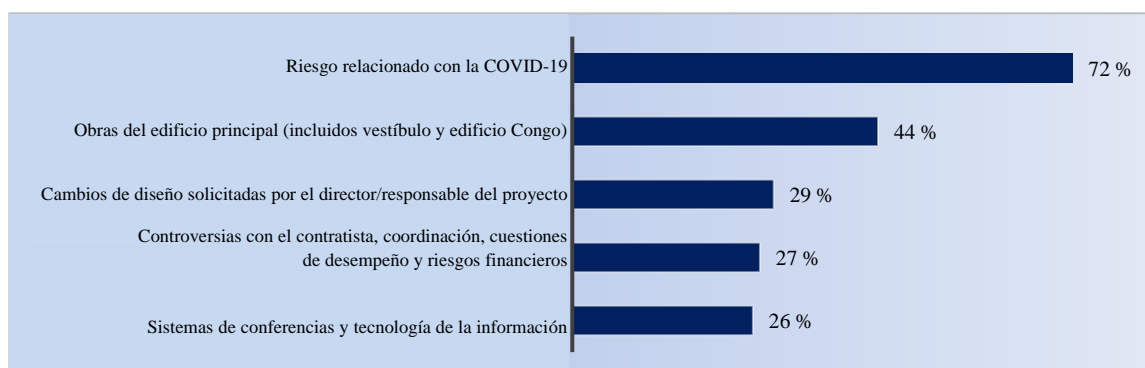 Riesgo relacionado con la COVID-19
72 %
Obras del edificio principal (incluidos vestíbulo y edificio Congo)
44 %
Cambios de diseño solicitadas por el director/responsable del proyecto
29 %
Controversias con el contratista, coordinación, cuestiones
de desempeño y riesgos financieros
27 %
Sistemas de conferencias y tecnología de la información
26 %